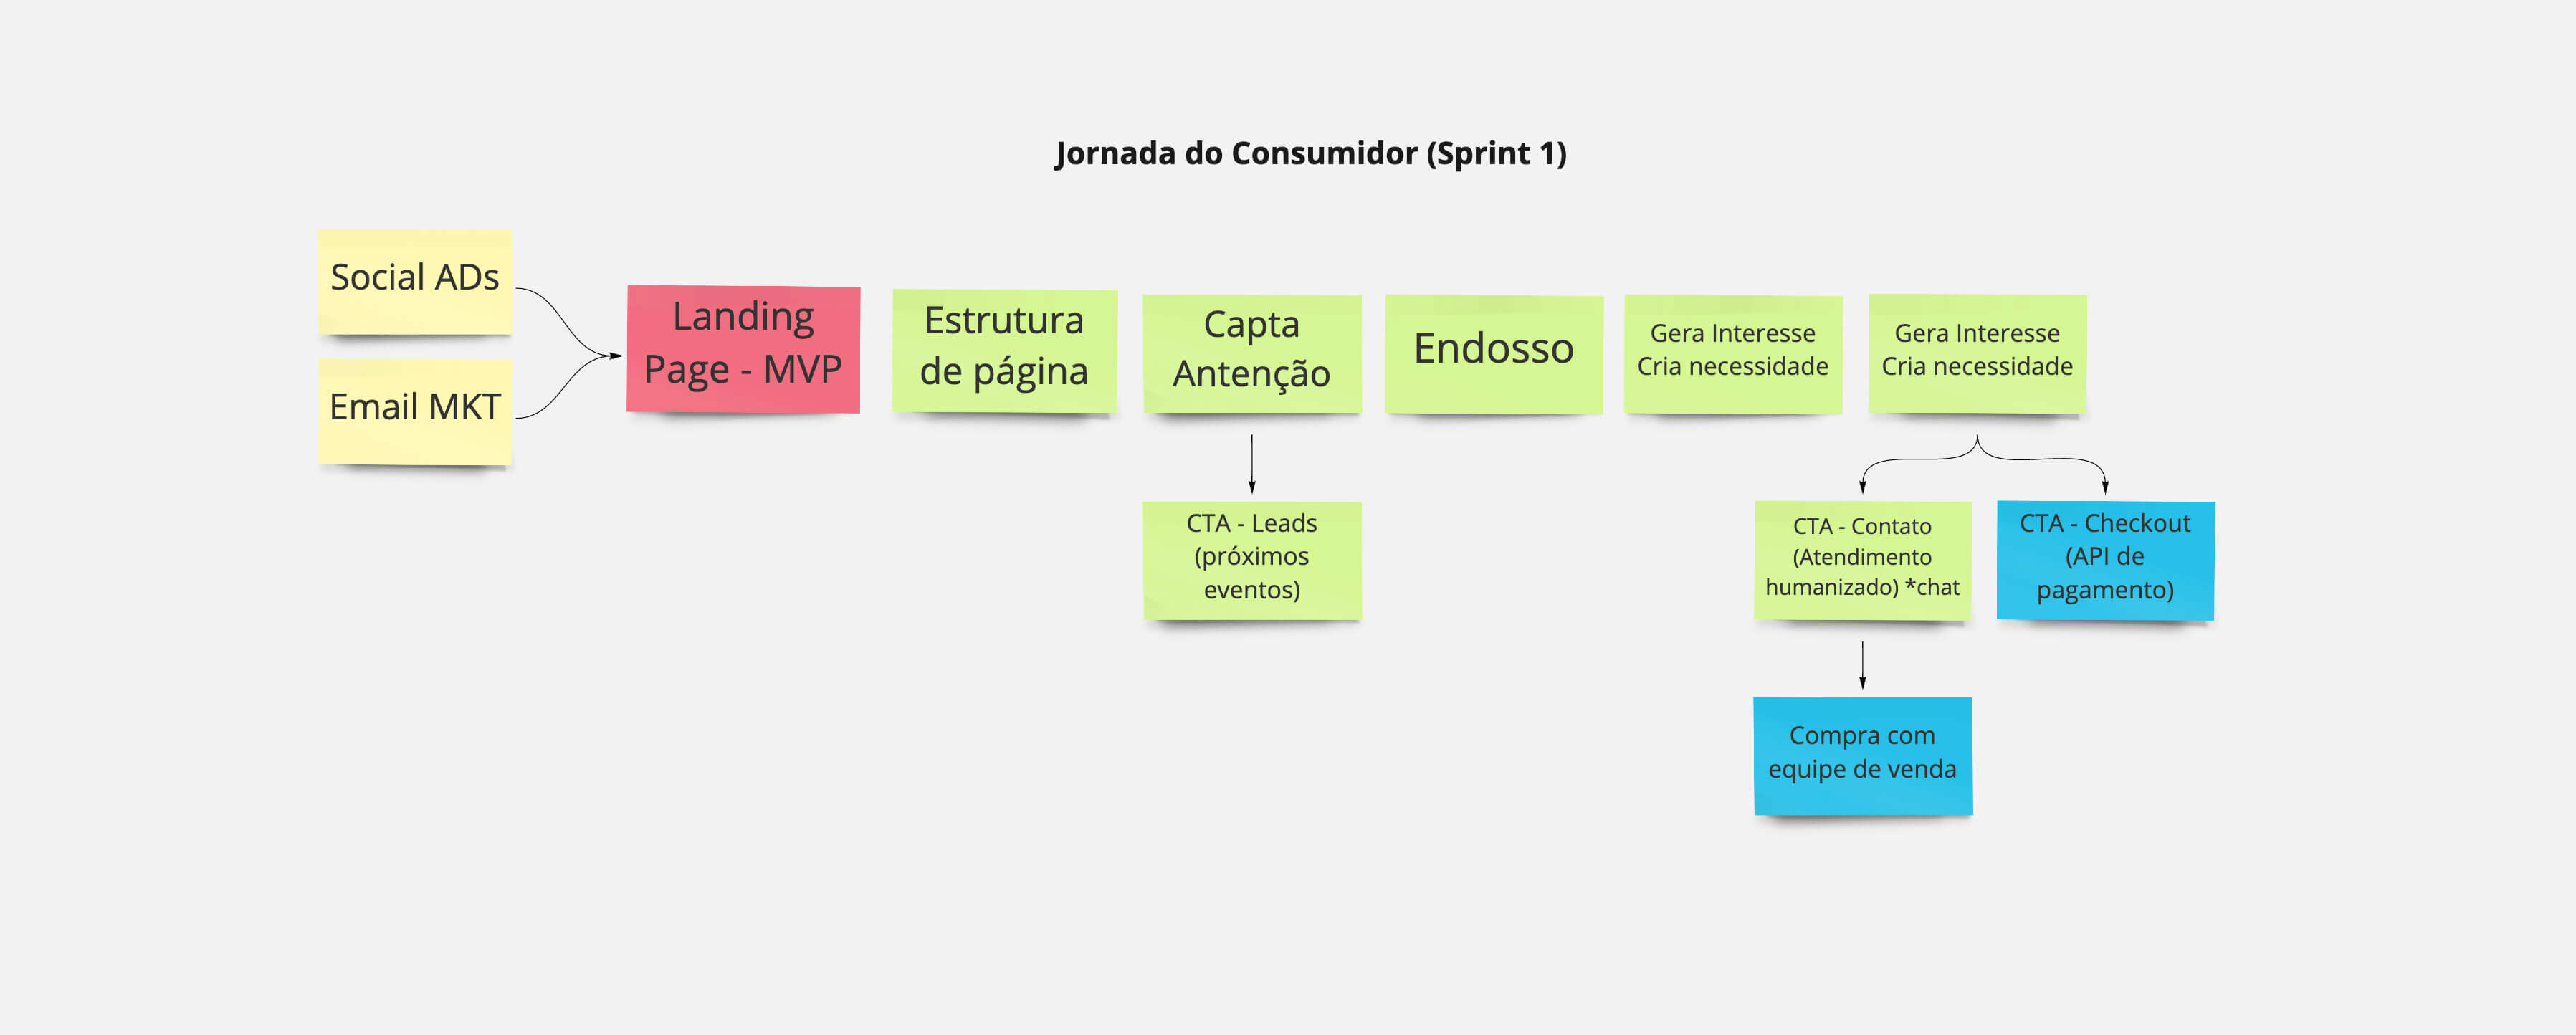 Jornada do Consumidor (Sprint 1)
Social ADs
Email MKT
Landing
Page - MVP
Estrutura
de página
Capta
Antenção
Endosso
Gera Interesse
Cria necessidade
Gera Interesse
Cria necessidade
CTA - Leads
(próximos
eventos)
CTA - Contato
(Atendimento
humanizado) *chat
CTA - Checkout
(API de
pagamento)
Compra com
equipe de venda